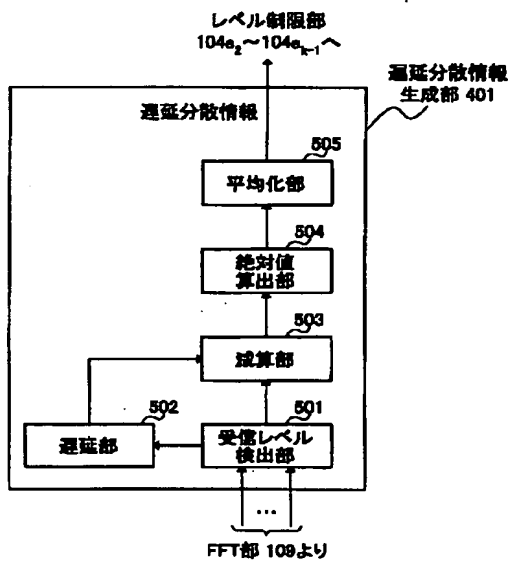 レベル制限部
104a2～104ak-1へ
遅延分散情報
生成部 401
遅延分散情報
505
平均化部
504
絶対値
算出部
503
減算部
502
遅延部
501
受信レベル
検出部
...
FFT部 109より